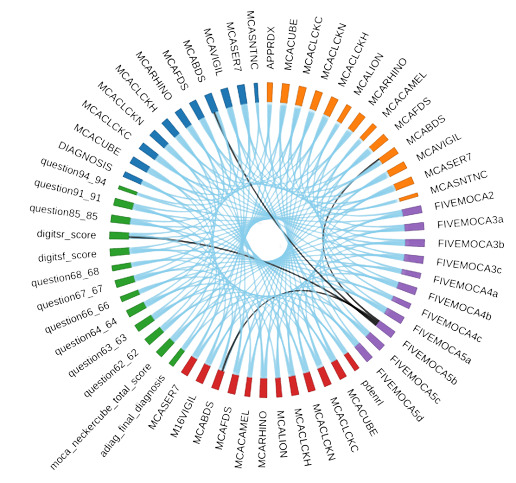 APPRDX
MCACUBE
MCACLCKC
MCACLCKN
MCACLCKH
MCALION
MCARHINO
MCACAMEL
MCAFDS
MCABDS
MCAVIGIL
MCASER7
MCASNTNC
FIVEMOCA2
FIVEMOCA3a
FIVEMOCA3b
FIVEMOCA3c
FIVEMOCA4a
FIVEMOCA4b
FIVEMOCA4c
FIVEMOCA5a
FIVEMOCA5b
FIVEMOCA5c
FIVEMOCA5d
pdenrl
MCACUBE
MCACLCKC
MCACLCKN
MCACLCKH
MCALION
MCARHINO
MCACAMEL
MCAFDS
MCABDS
M16VIGIL
MCASER7
adiag_final_diagnosis
moca_neckercube_total_score
question62_62
question63_63
question64_64
question66_66
question67_67
question68_68
digitsf_score
digitsr_score
question85_85
question91_91
question94_94
DIAGNOSIS
MCACUBE
MCACLCKC
MCACLCKN
MCACLCKH
MCARHINO
MCAFDS
MCABDS
MCAVIGIL
MCASER7
MCASNTNC